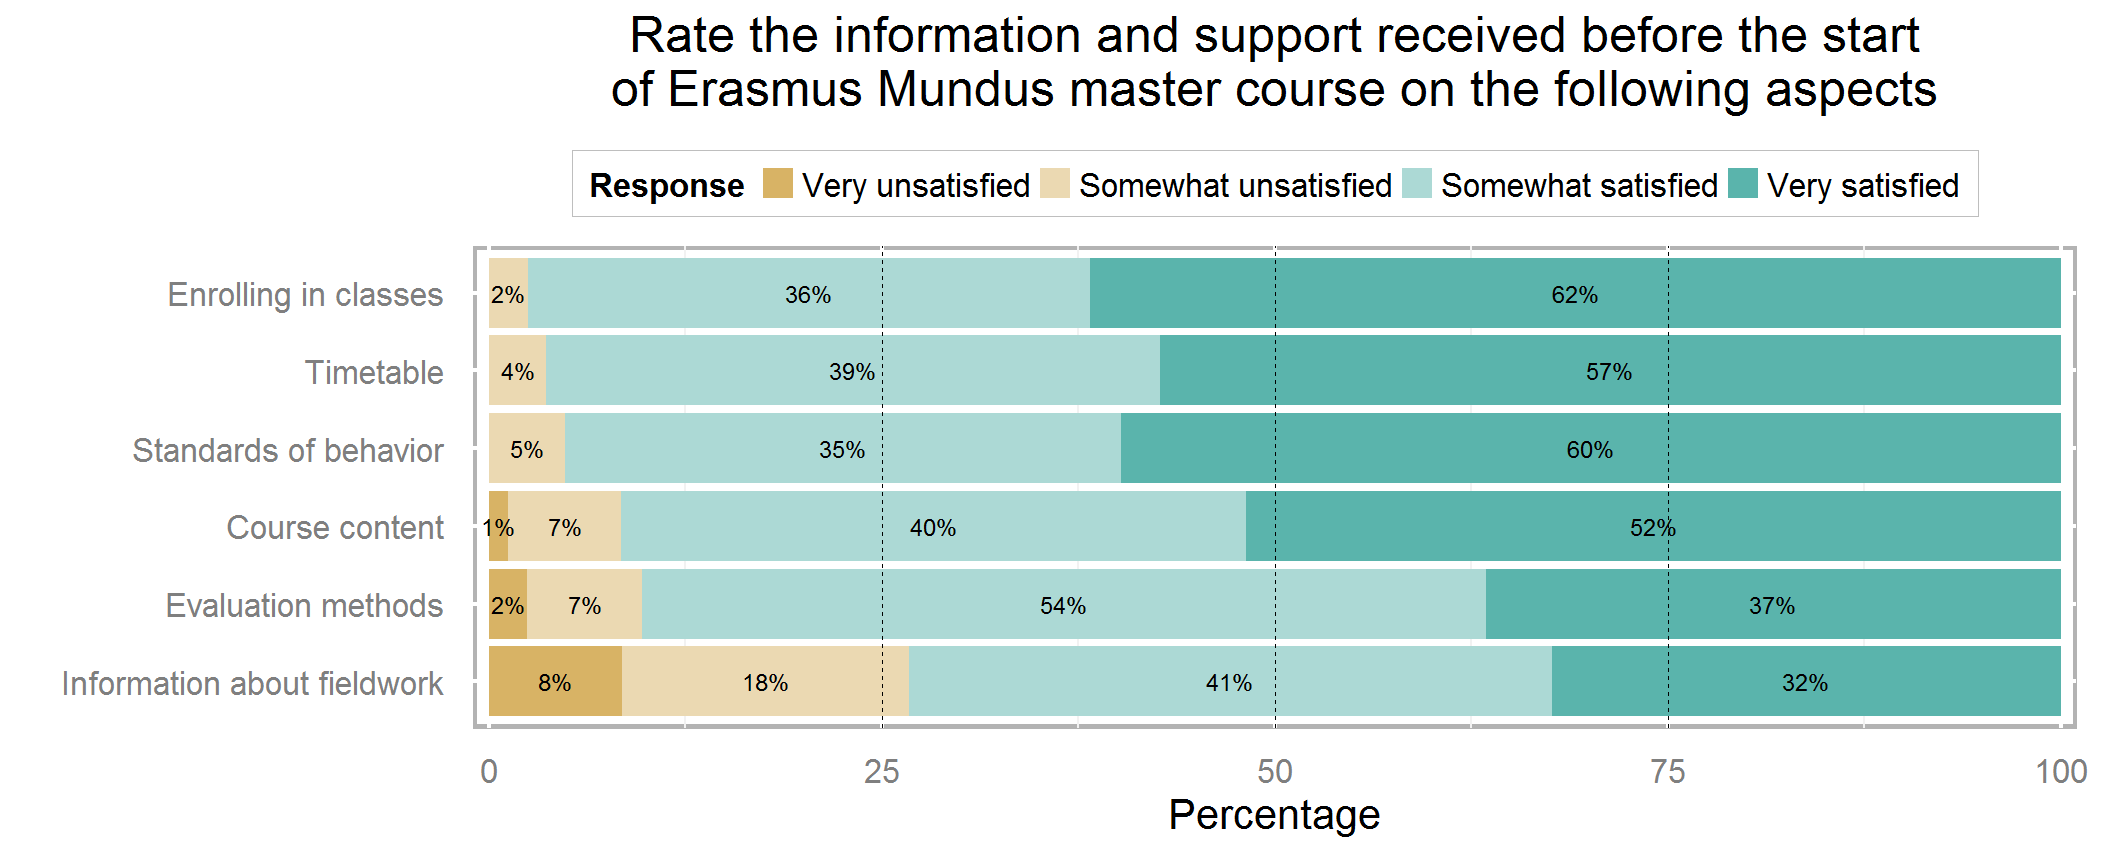 Rate the information and support received before the start
of Erasmus Mundus master course on the following aspects
Response Very unsatisfied Somewhat unsatisfied Somewhat satisfied Very satisfied
Enrolling in classes 2% 36% 62%
Timetable 4% 39% 57%
Standards of behavior 5% 35% 60%
Course content 1% 7% 40% 52%
Evaluation methods 2% 7% 54% 37%
Information about fieldwork 8% 18% 41% 32%
0 25 50 75 100
Percentage